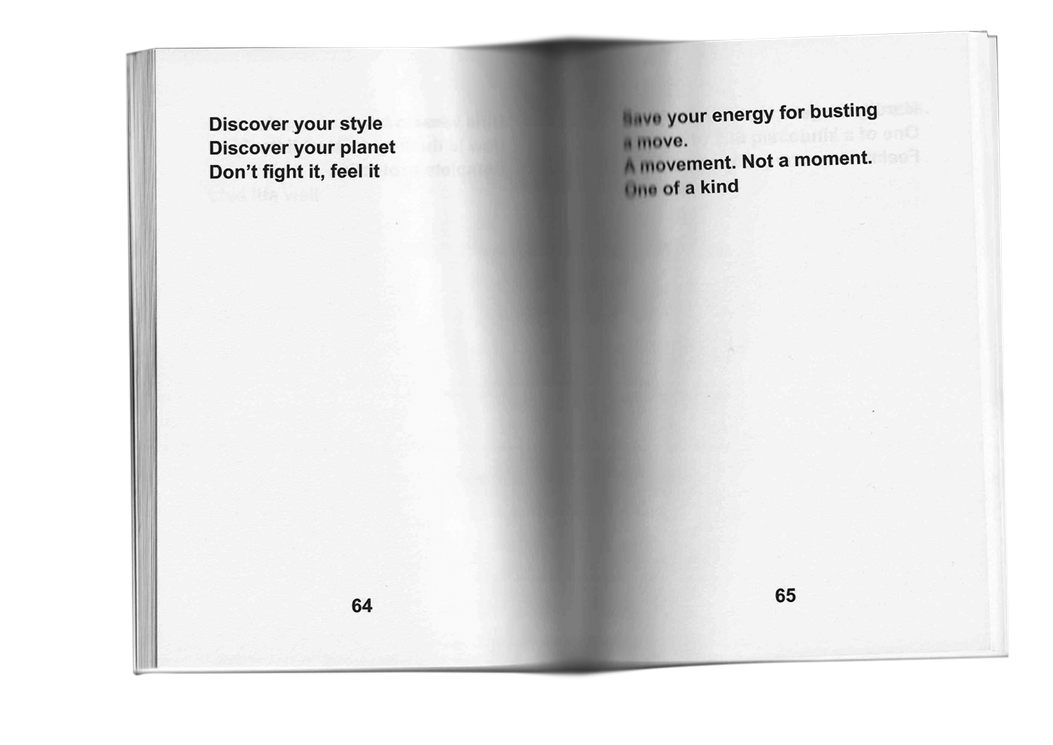 Discover your style
Discover your planet
Don’t fight it, feel it
64
Save your energy for busting
a move.
A movement. Not a moment.
One of a kind
65